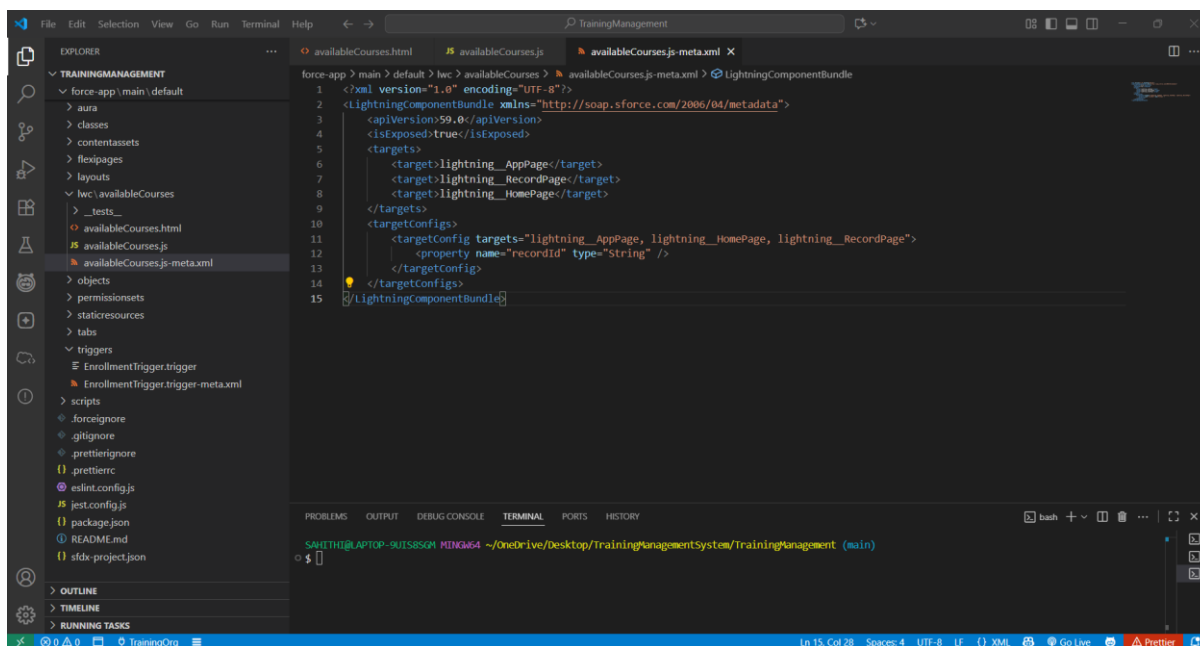 File Edit Selection View Go Run Terminal Help
TrainingManagement
EXPLORER
TRAININGMANAGEMENT
force-app\main\default
aura
classes
contentassets
flexipages
layouts
lwc\availableCourses
__tests__
availableCourses.html
availableCourses.js
availableCourses.js-meta.xml
objects
permissionsets
staticresources
tabs
triggers
EnrollmentTrigger.trigger
EnrollmentTrigger.trigger-meta.xml
scripts
.forceignore
.gitignore
.prettierignore
.prettierrc
eslint.config.js
jest.config.js
package.json
README.md
sfdx-project.json
OUTLINE
TIMELINE
RUNNING TASKS
availableCourses.html JS availableCourses.js availableCourses.js-meta.xml
force-app > main > default > lwc > availableCourses > availableCourses.js-meta.xml > LightningComponentBundle
1 <?xml version="1.0" encoding="UTF-8"?>
2 <LightningComponentBundle xmlns="http://soap.sforce.com/2006/04/metadata">
3 <apiVersion>59.0</apiVersion>
4 <isExposed>true</isExposed>
5 <targets>
6 <target>lightning__AppPage</target>
7 <target>lightning__RecordPage</target>
8 <target>lightning__HomePage</target>
9 </targets>
10 <targetConfigs>
11 <targetConfig targets="lightning__AppPage, lightning__HomePage, lightning__RecordPage">
12 <property name="recordId" type="String" />
13 </targetConfig>
14 </targetConfigs>
15 </LightningComponentBundle>
PROBLEMS OUTPUT DEBUG CONSOLE TERMINAL PORTS HISTORY
bash
SAHITHI@LAPTOP-9UIS8SGM MINGW64 ~/OneDrive/Desktop/TrainingManagementSystem/TrainingManagement (main)
$
0 0 TrainingOrg
Ln 15, Col 28 Spaces: 4 UTF-8 LF {} XML Go Live Prettier